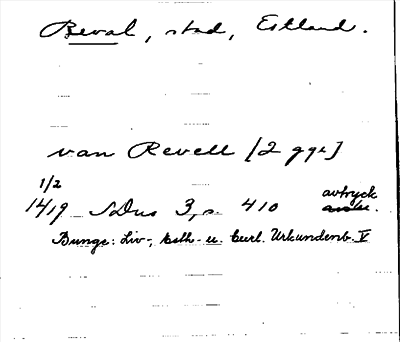 Reval, stad, Estland.
van Revell [2 ggr]
1/2
1419 SDns 3, s. 410 avtryck
Bunge: Liv-, Esth- u. Curl. Urkundenb. V